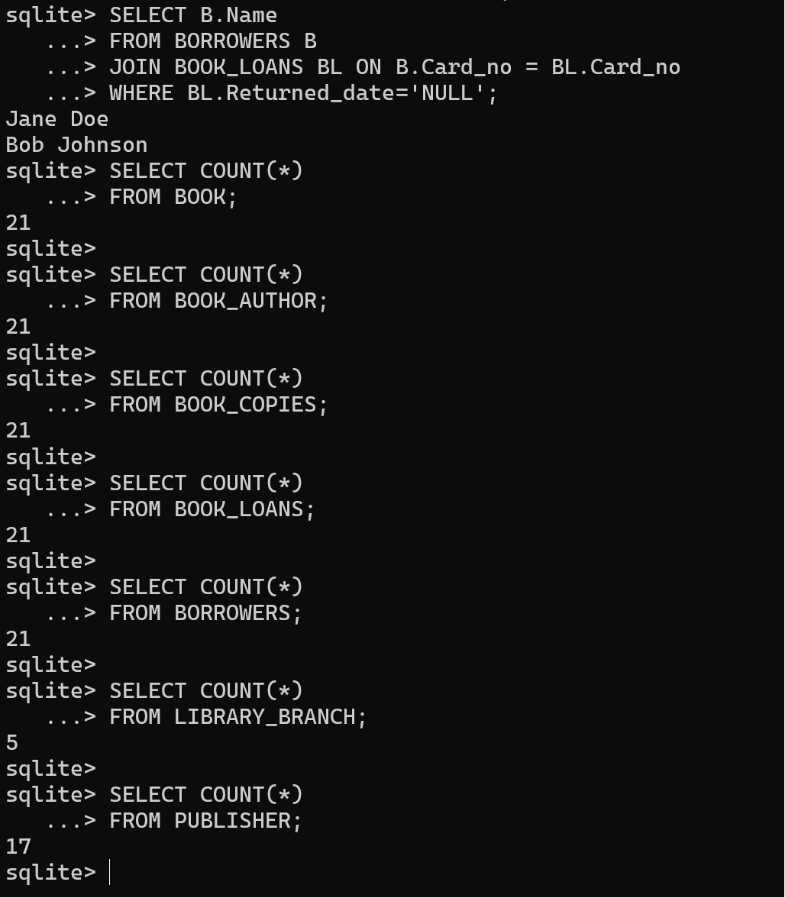 sqlite> SELECT B.Name
   ...> FROM BORROWERS B
   ...> JOIN BOOK_LOANS BL ON B.Card_no = BL.Card_no
   ...> WHERE BL.Returned_date='NULL';
Jane Doe
Bob Johnson
sqlite> SELECT COUNT(*)
   ...> FROM BOOK;
21
sqlite>
sqlite> SELECT COUNT(*)
   ...> FROM BOOK_AUTHOR;
21
sqlite>
sqlite> SELECT COUNT(*)
   ...> FROM BOOK_COPIES;
21
sqlite>
sqlite> SELECT COUNT(*)
   ...> FROM BOOK_LOANS;
21
sqlite>
sqlite> SELECT COUNT(*)
   ...> FROM BORROWERS;
21
sqlite>
sqlite> SELECT COUNT(*)
   ...> FROM LIBRARY_BRANCH;
5
sqlite>
sqlite> SELECT COUNT(*)
   ...> FROM PUBLISHER;
17
sqlite>